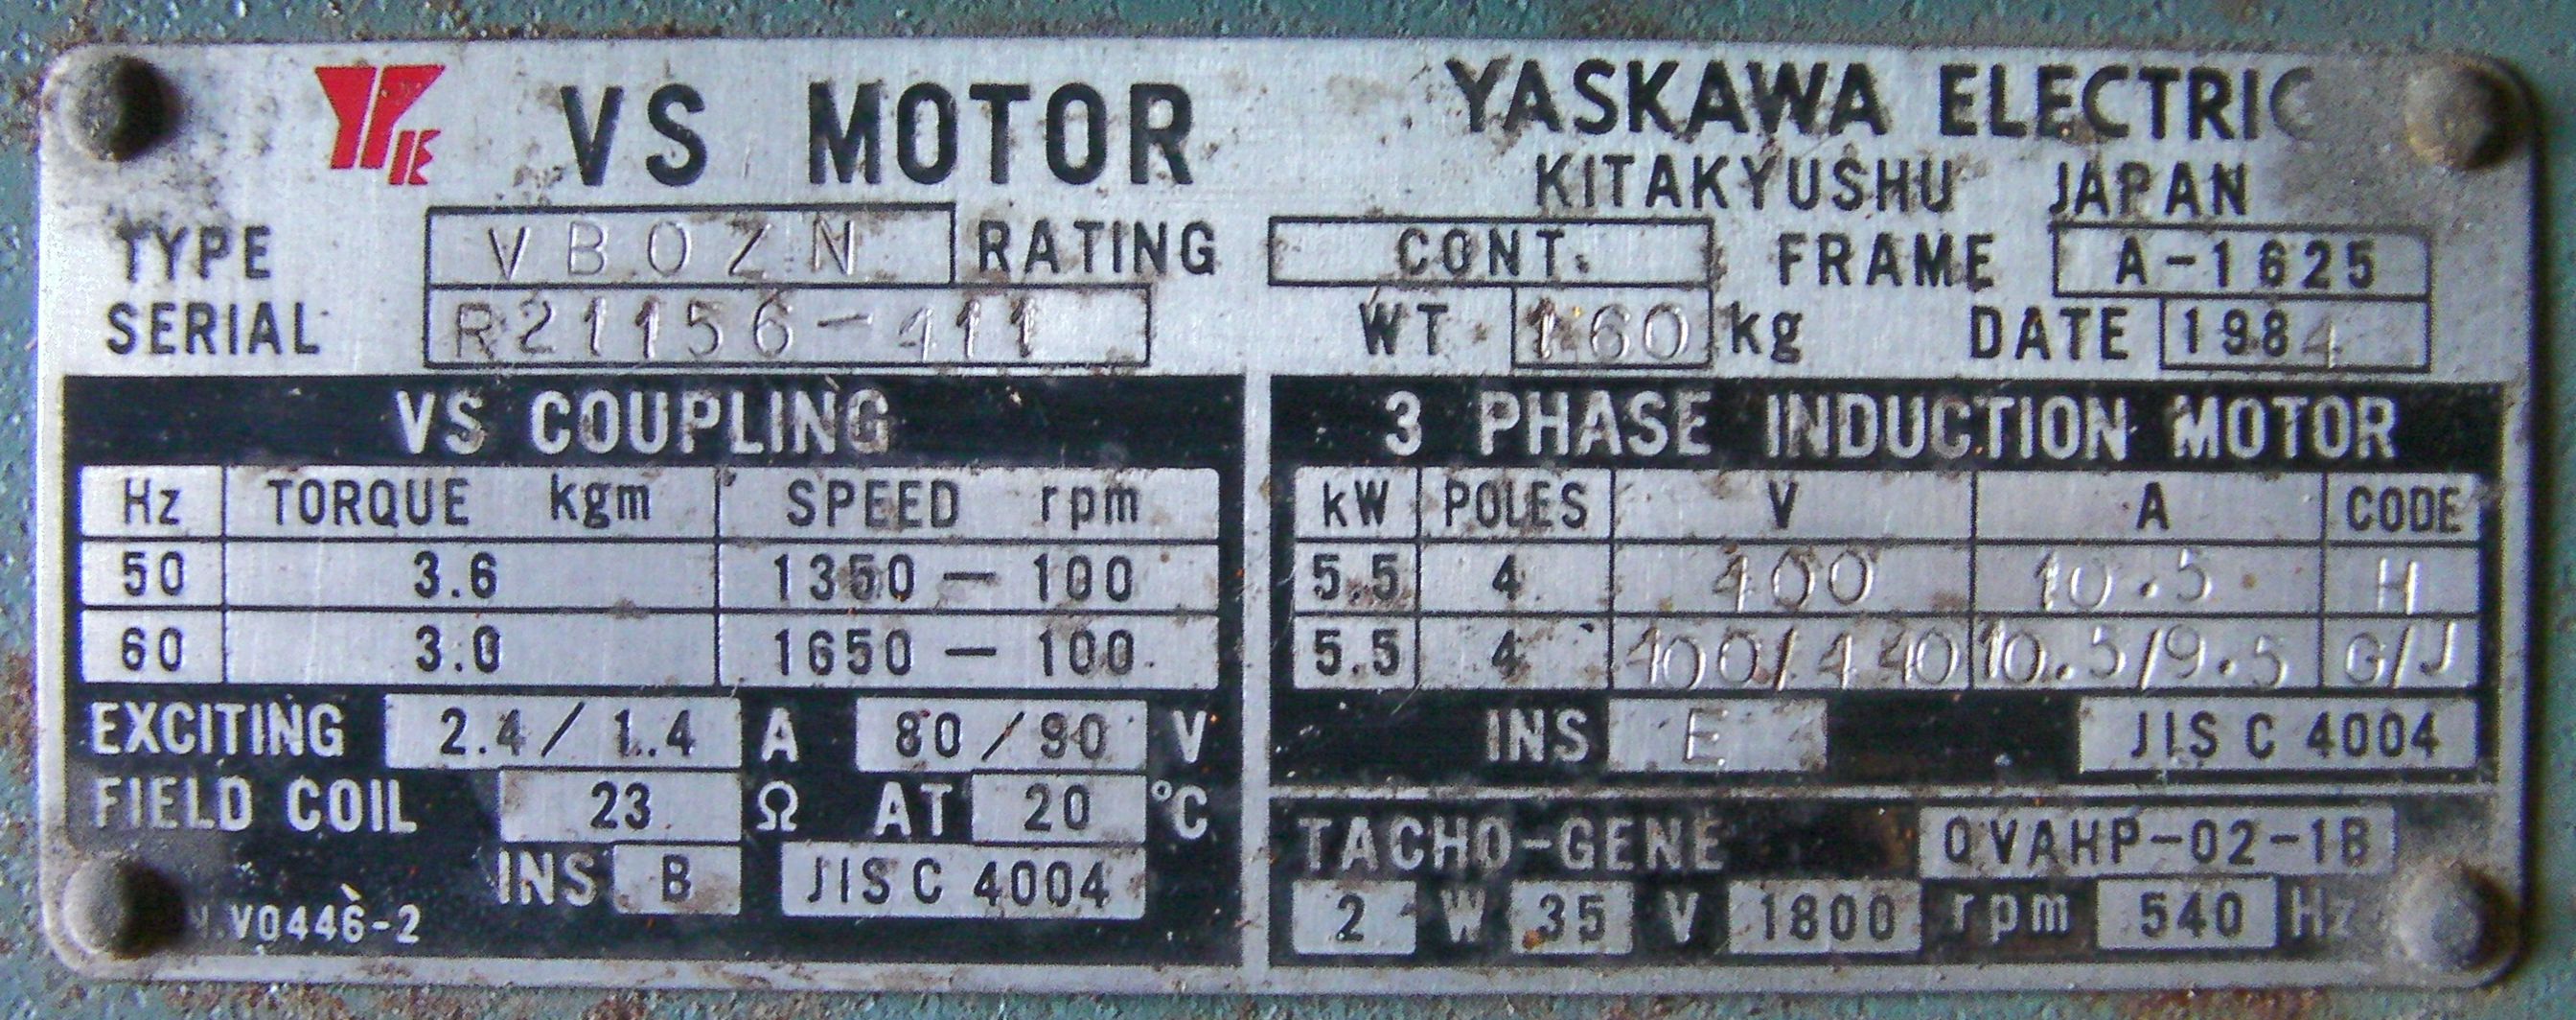 YE VS MOTOR YASKAWA ELECTRIC
KITAKYUSHU JAPAN
TYPE VBOZN RATING CONT. FRAME A-1625
SERIAL R21156-411 WT 160 kg DATE 1984
VS COUPLING
Hz TORQUE kgm SPEED rpm
50 3.6 1350 — 100
60 3.0 1650 — 100
EXCITING 2.4 / 1.4 A 80 / 90 V
FIELD COIL 23 Ω AT 20 °C
INS B JIS C 4004
V0446-2
3 PHASE INDUCTION MOTOR
kW POLES V A CODE
5.5 4 400 10.5 H
5.5 4 400/440 10.5/9.5 G/J
INS E JIS C 4004
TACHO-GENE QVAHP-02-1B
2 W 35 V 1800 rpm 540 Hz